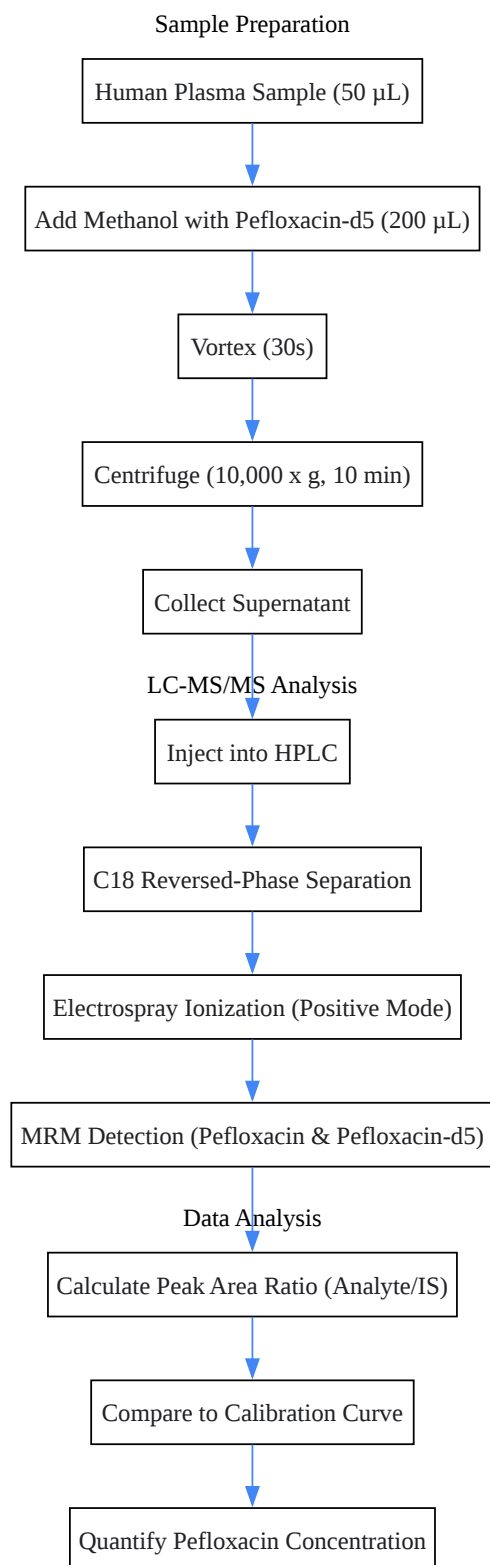 Sample Preparation
Human Plasma Sample (50 µL)
Add Methanol with Pefloxacin-d5 (200 µL)
Vortex (30s)
Centrifuge (10,000 x g, 10 min)
Collect Supernatant
LC-MS/MS Analysis
Inject into HPLC
C18 Reversed-Phase Separation
Electrospray Ionization (Positive Mode)
MRM Detection (Pefloxacin & Pefloxacin-d5)
Data Analysis
Calculate Peak Area Ratio (Analyte/IS)
Compare to Calibration Curve
Quantify Pefloxacin Concentration